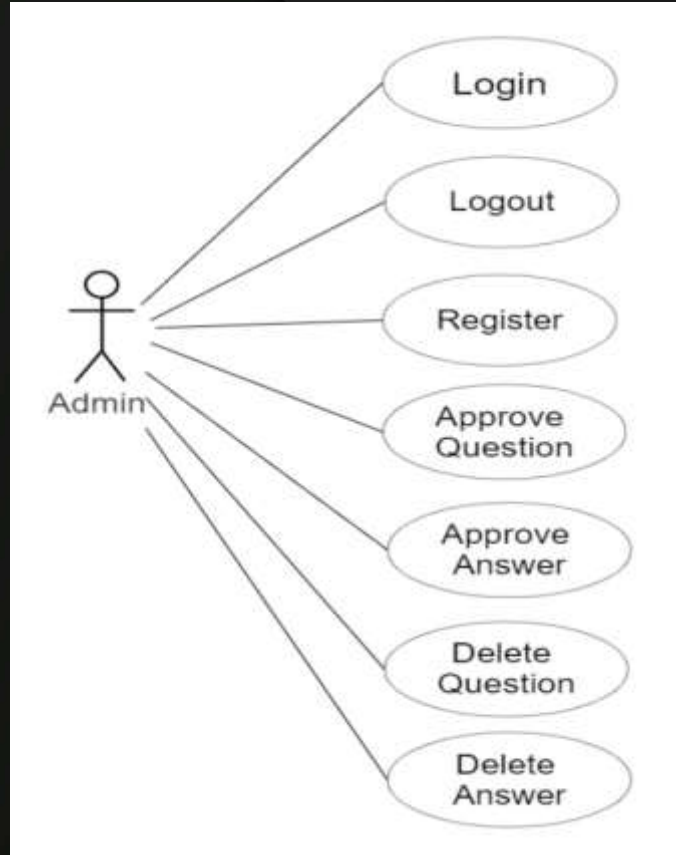 Login
Logout
Register
Admin
Approve
Question
Approve
Answer
Delete
Question
Delete
Answer